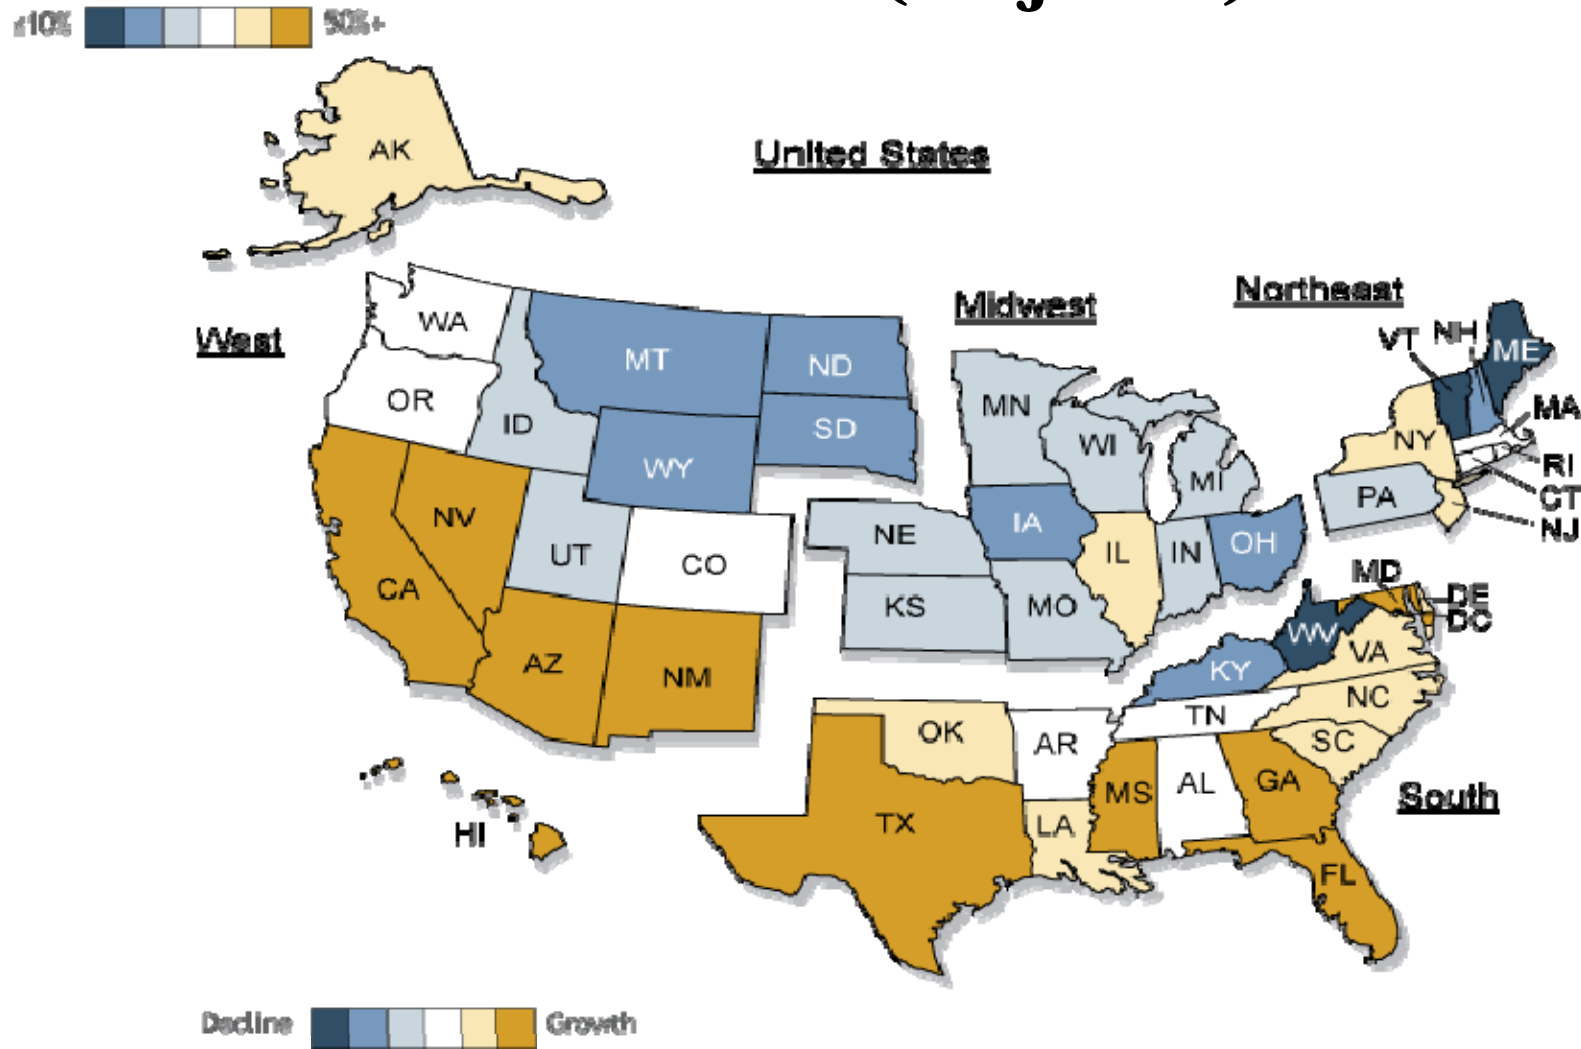 ≤10%
50%+
AK
United States
Northeast
Midwest
West
VT
NH
ME
WA
MT
ND
OR
ID
SD
MN
WI
MI
NY
MA
RI
CT
NJ
PA
WY
NV
UT
CO
CA
NE
IA
IL
IN
OH
KS
MO
MD
DE
DC
WV
VA
KY
AZ
NM
NC
TN
SC
OK
AR
MS
AL
GA
TX
LA
South
HI
FL
Decline
Growth